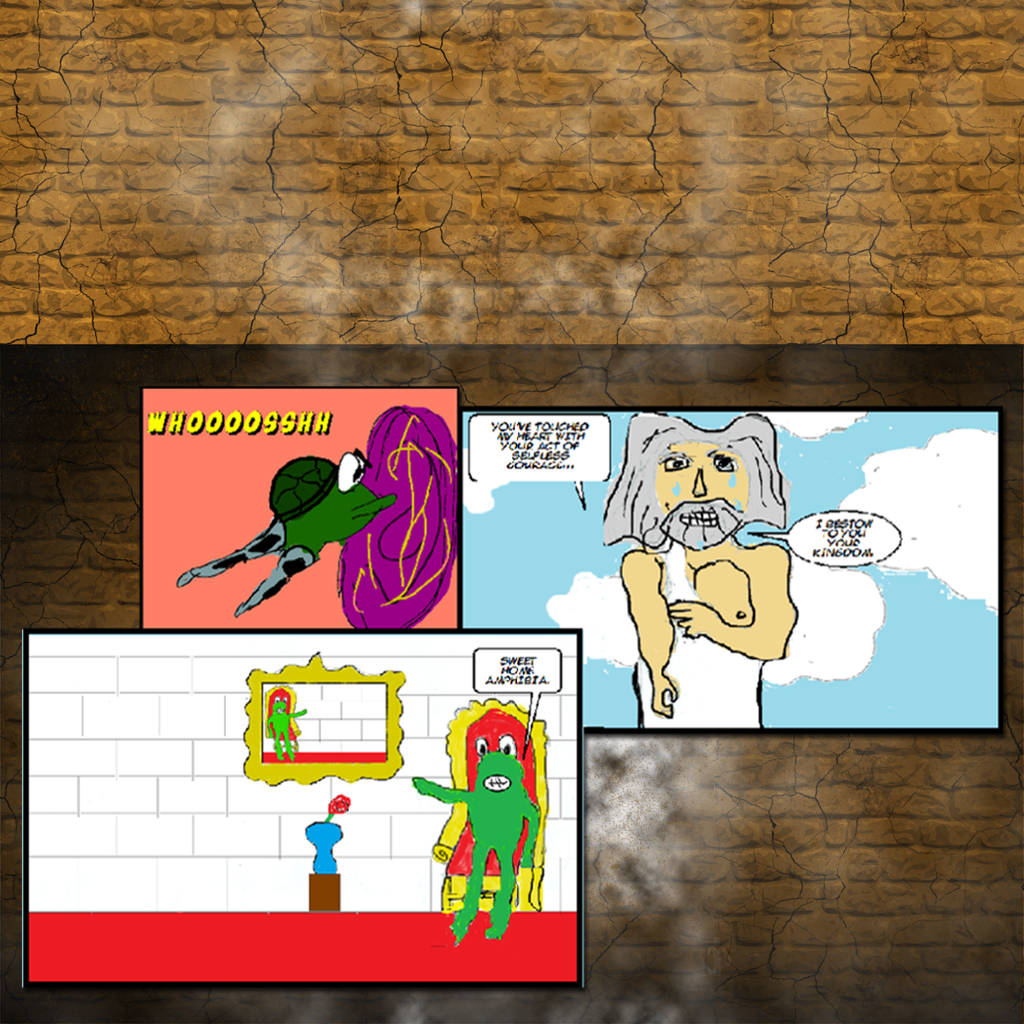 WHOOOOSSHH
YOU'VE TOUCHED
MY HEART WITH
YOUR ACT OF
SELFLESS
COURAGE...
I BESTOW
TO YOU
YOUR
KINGDOM.
SWEET
HOME
AMPHIBIA.